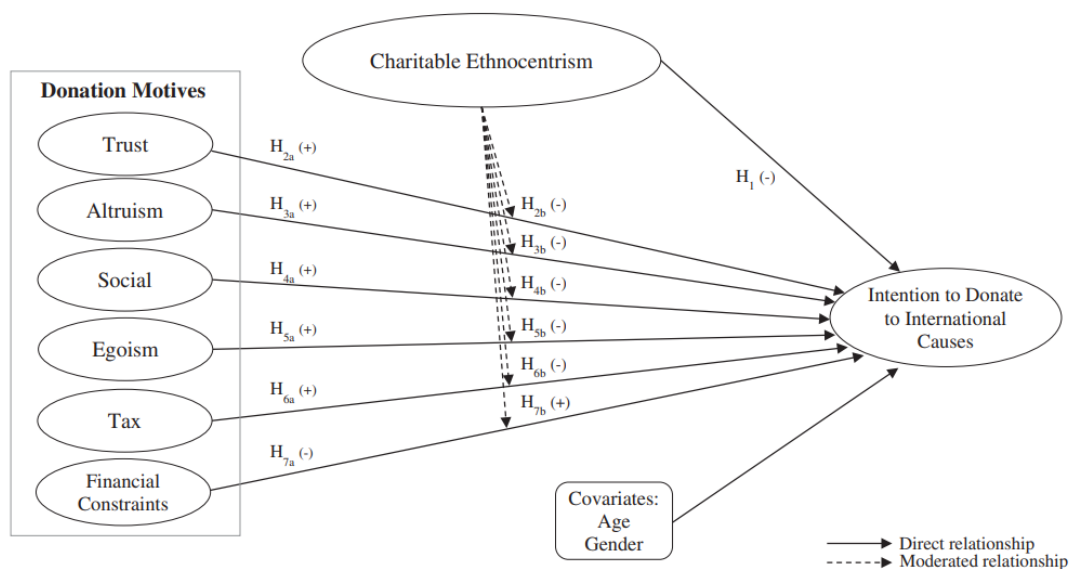 Charitable Ethnocentrism
Donation Motives
Trust
Altruism
Social
Egoism
Tax
Financial
Constraints
H2a (+)
H3a (+)
H4a (+)
H5a (+)
H6a (+)
H7a (-)
H2b (-)
H3b (-)
H4b (-)
H5b (-)
H6b (-)
H7b (+)
H1 (-)
Intention to Donate
to International
Causes
Covariates:
Age
Gender
Direct relationship
Moderated relationship